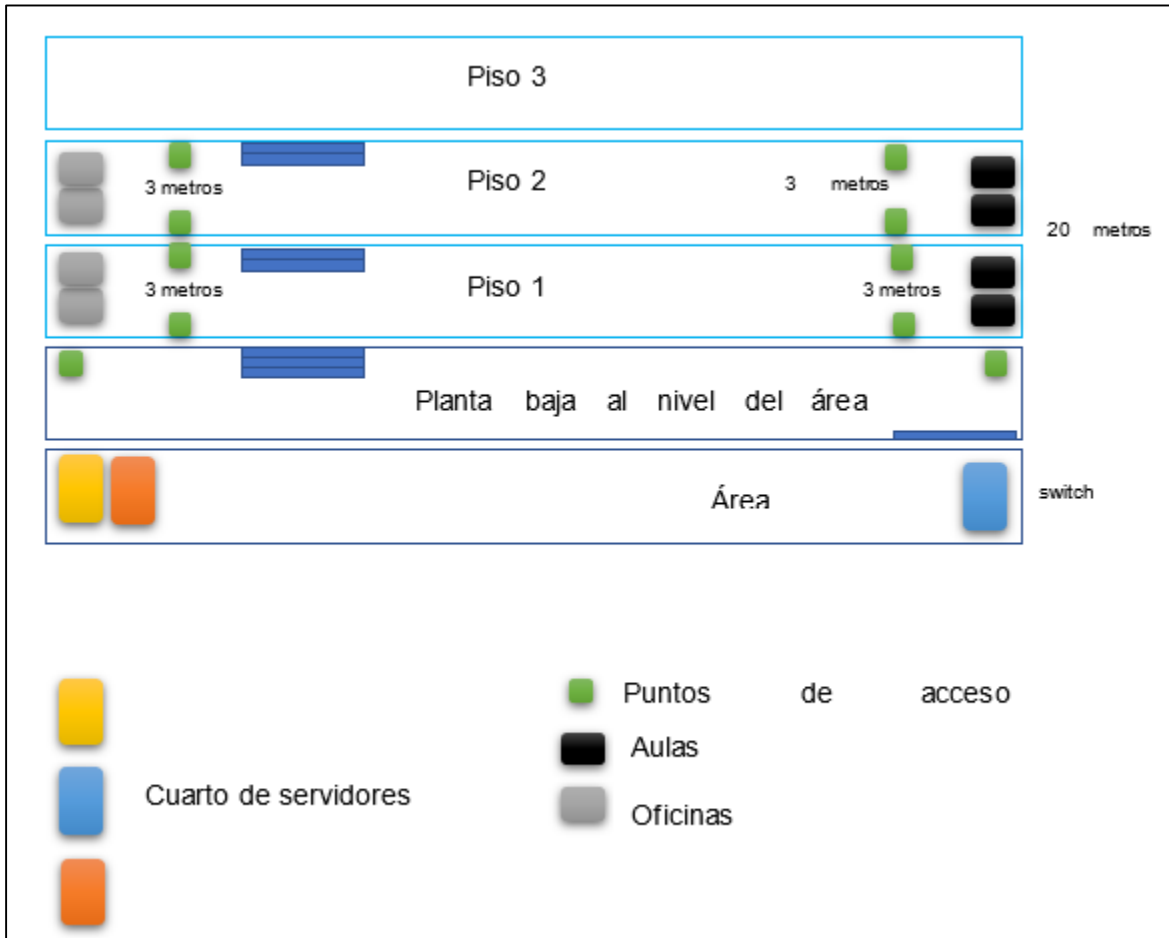 Piso 3
Piso 2
3 metros
3 metros
20 metros
Piso 1
3 metros
3 metros
Planta baja al nivel del área
Área
switch
Puntos de acceso
Aulas
Cuarto de servidores
Oficinas